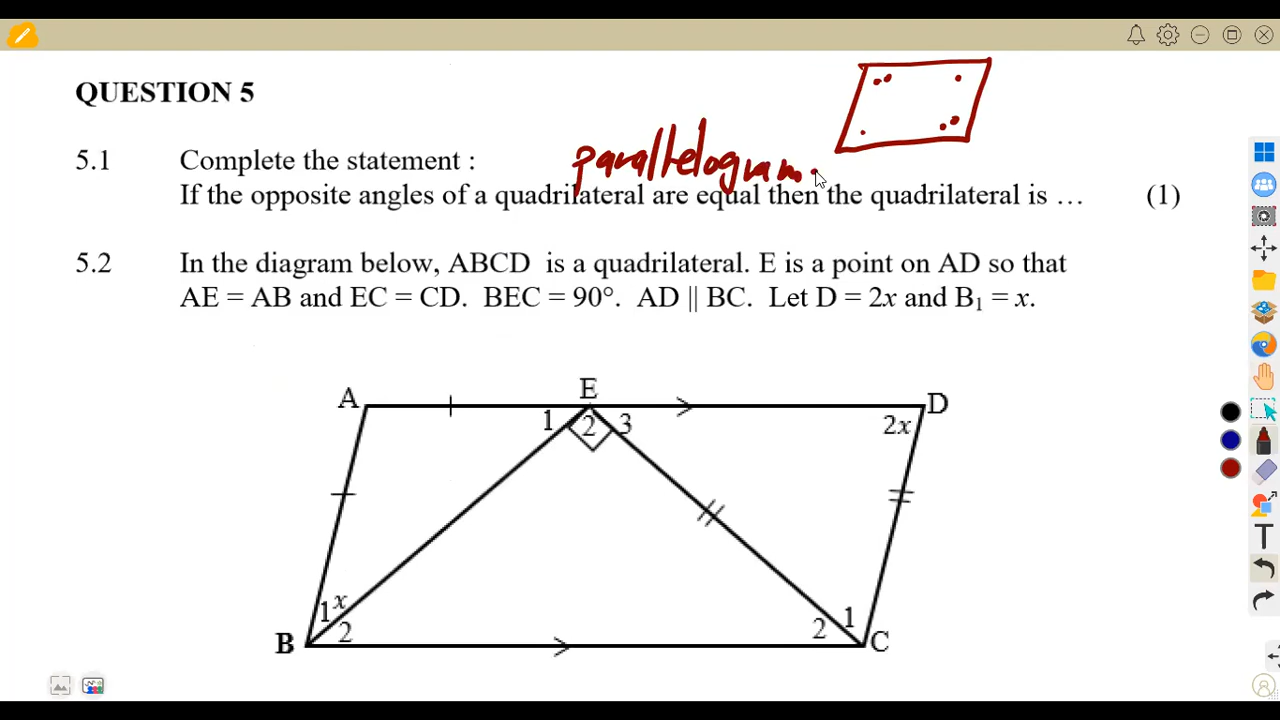 QUESTION 5
5.1 Complete the statement :
parallelogram.
If the opposite angles of a quadrilateral are equal then the quadrilateral is … (1)
5.2 In the diagram below, ABCD is a quadrilateral. E is a point on AD so that
AE = AB and EC = CD. BEC = 90°. AD || BC. Let D = 2x and B₁ = x.
A E D
1 2 3 2x
1 x 2 2 1
B C
T